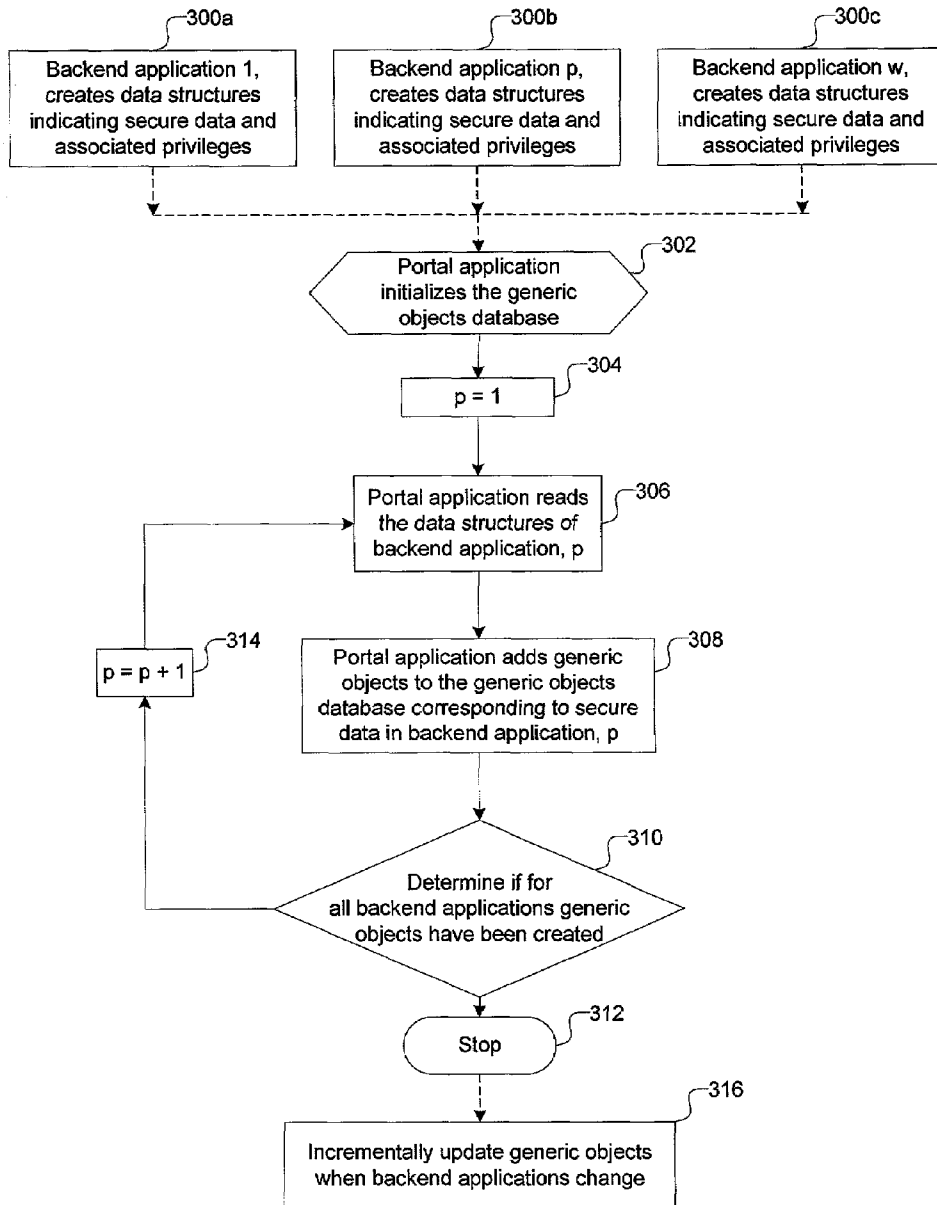 300a
300b
300c
Backend application 1,
creates data structures
indicating secure data and
associated privileges
Backend application p,
creates data structures
indicating secure data and
associated privileges
Backend application w,
creates data structures
indicating secure data and
associated privileges
302
Portal application
initializes the generic
objects database
304
p = 1
306
Portal application reads
the data structures of
backend application, p
314
p = p + 1
308
Portal application adds generic
objects to the generic objects
database corresponding to secure
data in backend application, p
310
Determine if for
all backend applications generic
objects have been created
312
Stop
316
Incrementally update generic objects
when backend applications change